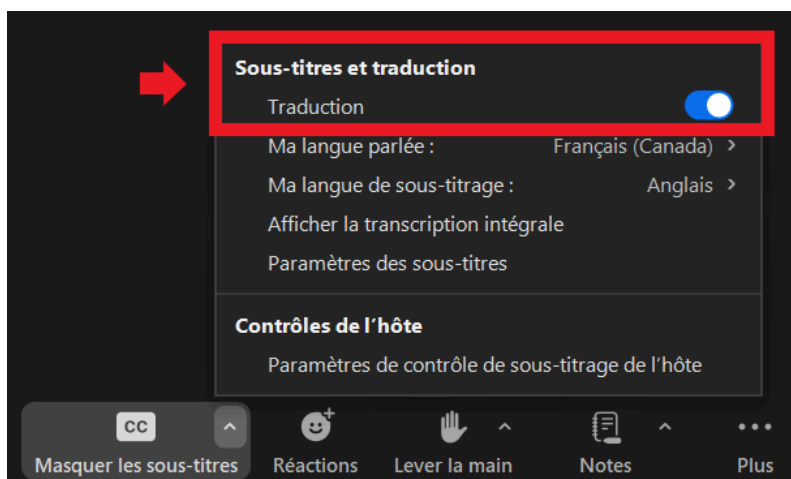 Sous-titres et traduction
Traduction
Ma langue parlée : Français (Canada) >
Ma langue de sous-titrage : Anglais >
Afficher la transcription intégrale
Paramètres des sous-titres
Contrôles de l’hôte
Paramètres de contrôle de sous-titrage de l’hôte
CC
Masquer les sous-titres Réactions Lever la main Notes Plus